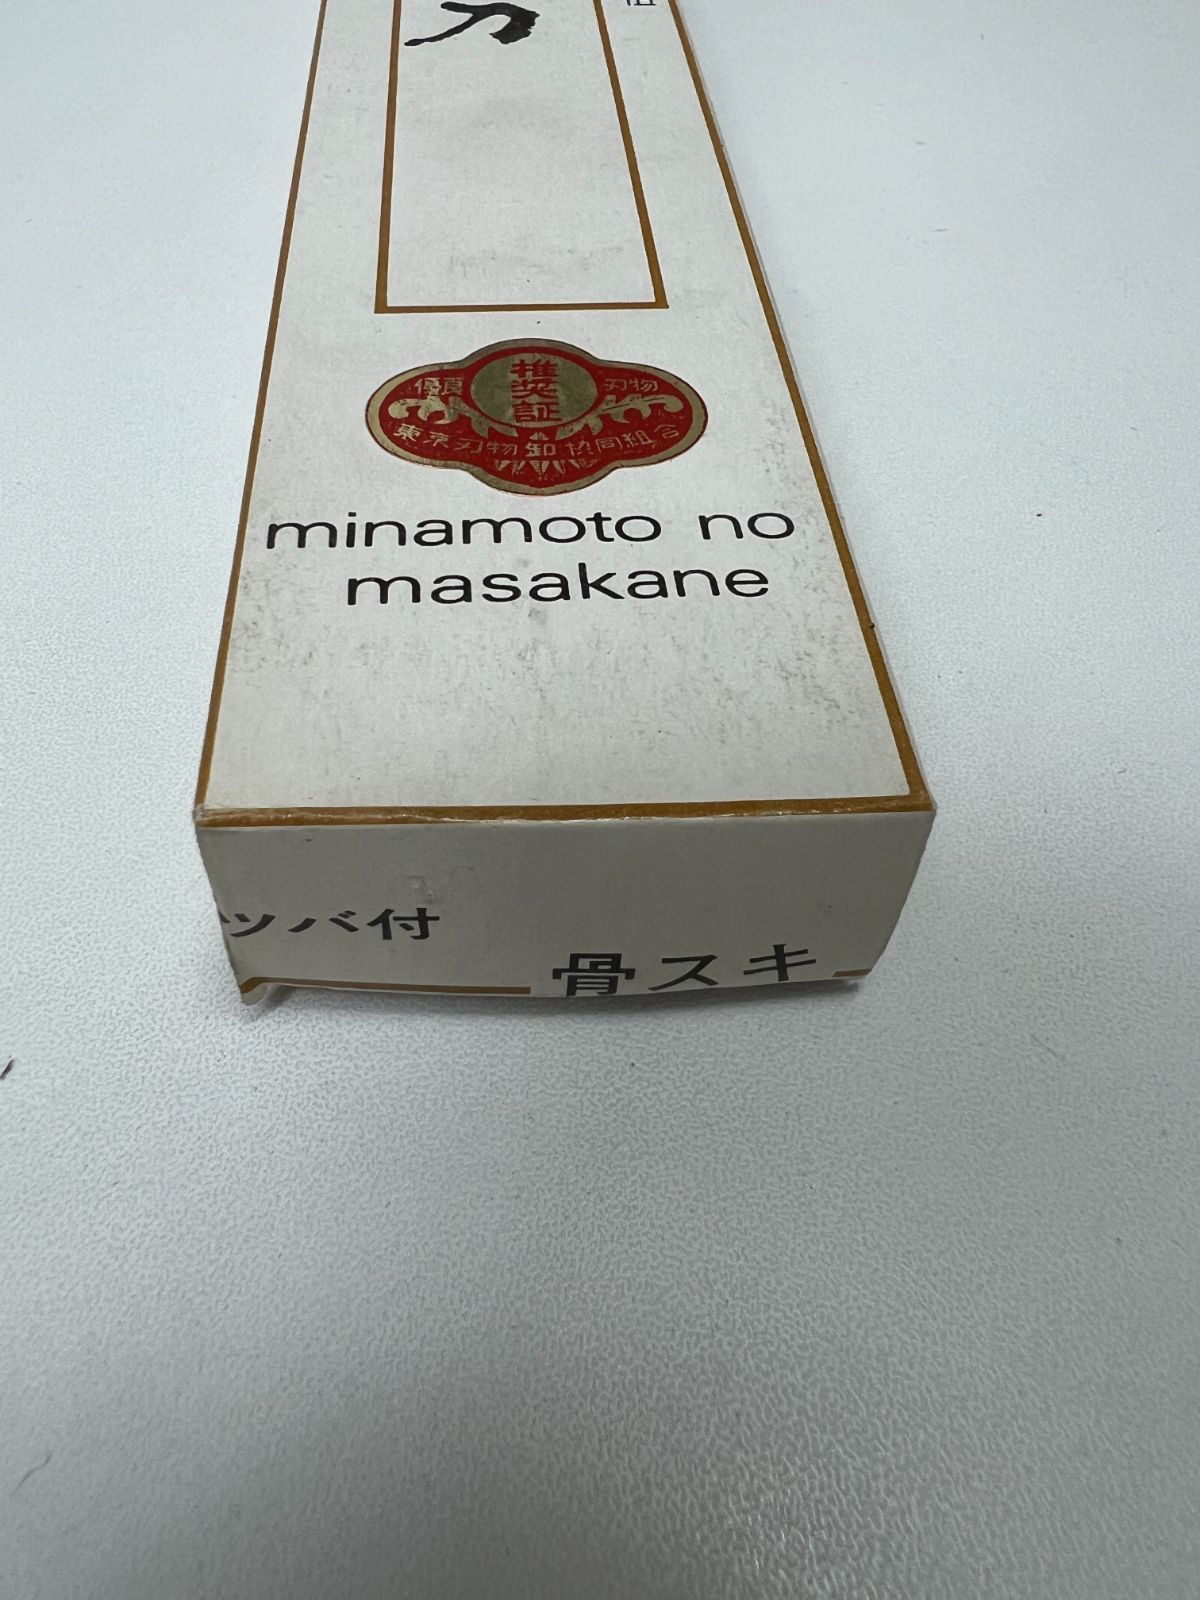 刀
推奨証
優良 刃物
東京刃物卸協同組合
minamoto no
masakane
ツバ付
骨スキ